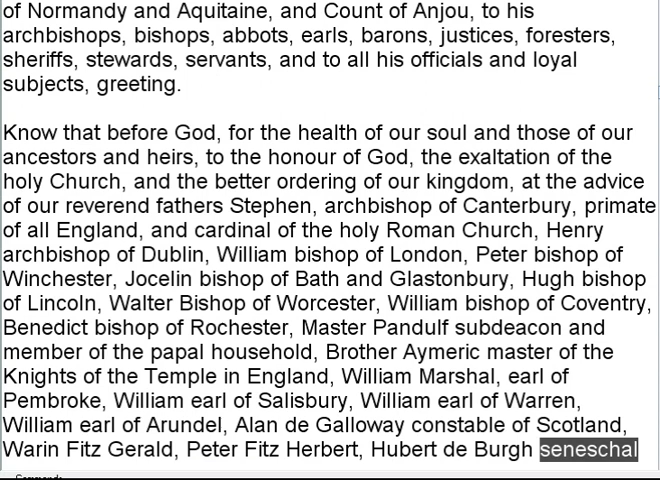 of Normandy and Aquitaine, and Count of Anjou, to his
archbishops, bishops, abbots, earls, barons, justices, foresters,
sheriffs, stewards, servants, and to all his officials and loyal
subjects, greeting.
Know that before God, for the health of our soul and those of our
ancestors and heirs, to the honour of God, the exaltation of the
holy Church, and the better ordering of our kingdom, at the advice
of our reverend fathers Stephen, archbishop of Canterbury, primate
of all England, and cardinal of the holy Roman Church, Henry
archbishop of Dublin, William bishop of London, Peter bishop of
Winchester, Jocelin bishop of Bath and Glastonbury, Hugh bishop
of Lincoln, Walter Bishop of Worcester, William bishop of Coventry,
Benedict bishop of Rochester, Master Pandulf subdeacon and
member of the papal household, Brother Aymeric master of the
Knights of the Temple in England, William Marshal, earl of
Pembroke, William earl of Salisbury, William earl of Warren,
William earl of Arundel, Alan de Galloway constable of Scotland,
Warin Fitz Gerald, Peter Fitz Herbert, Hubert de Burgh seneschal